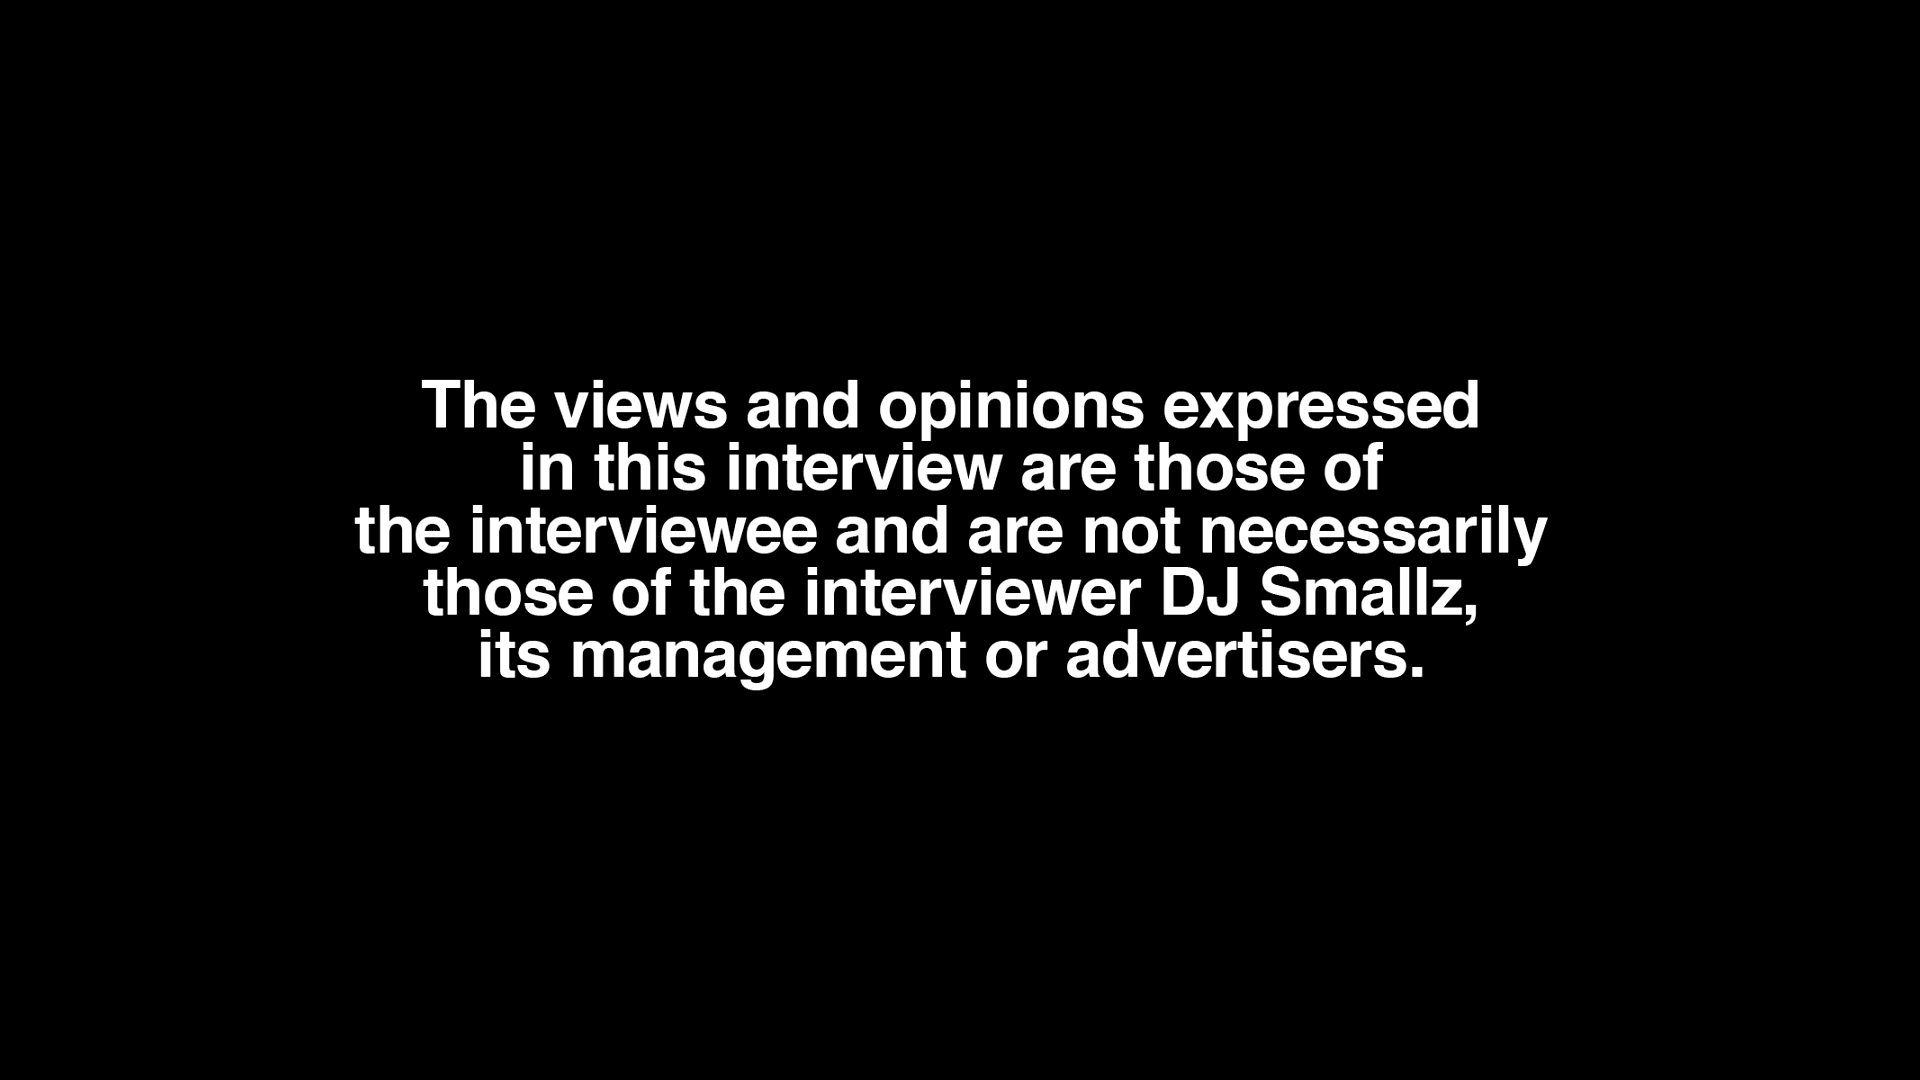 The views and opinions expressed
in this interview are those of
the interviewee and are not necessarily
those of the interviewer DJ Smallz,
its management or advertisers.